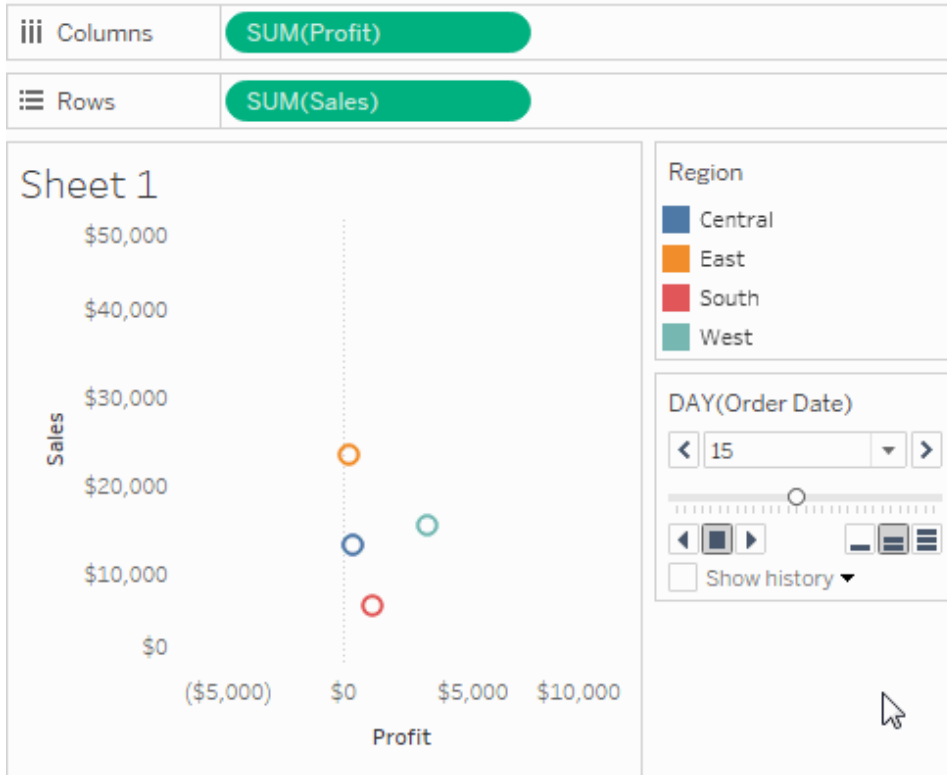 Columns
SUM(Profit)
Rows
SUM(Sales)
Sheet 1
$50,000
$40,000
$30,000
$20,000
$10,000
$0
Sales
($5,000) $0 $5,000 $10,000
Profit
Region
Central
East
South
West
DAY(Order Date)
15
Show history